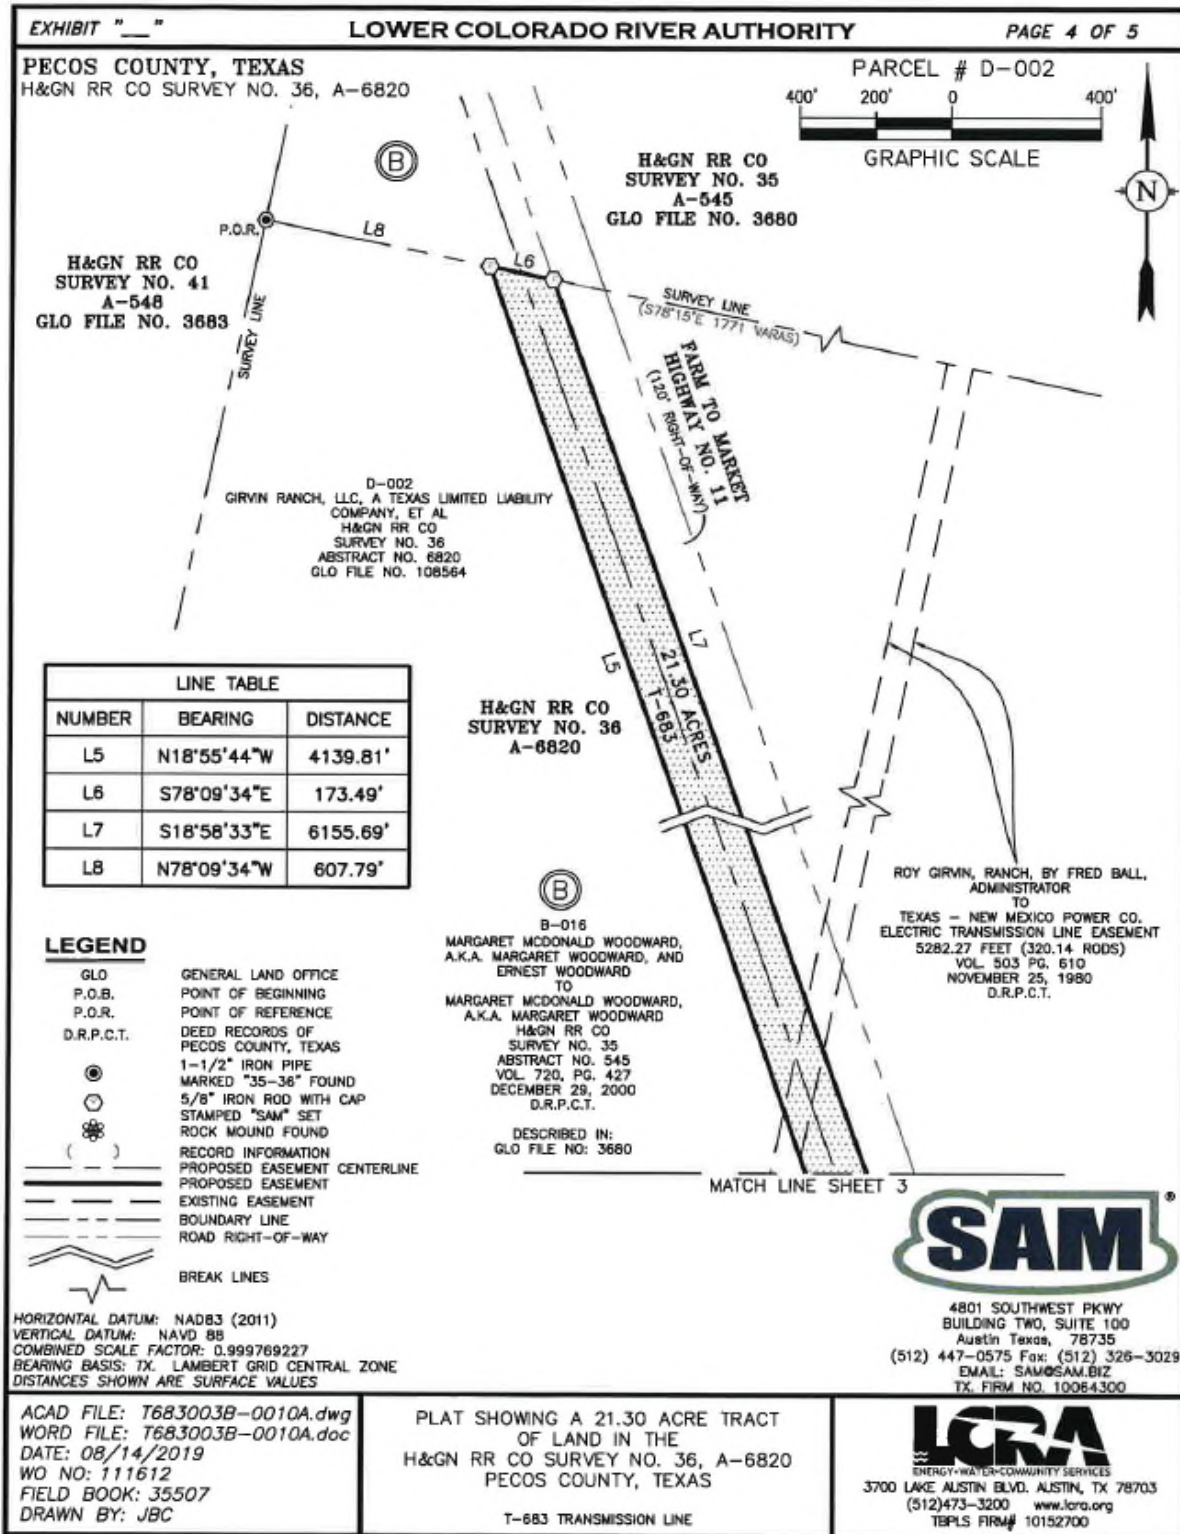 EXHIBIT "__"
LOWER COLORADO RIVER AUTHORITY
PAGE 4 OF 5
PECOS COUNTY, TEXAS
H&GN RR CO SURVEY NO. 36, A-6820
PARCEL # D-002
400' 200' 0 400'
GRAPHIC SCALE
N
B
H&GN RR CO
SURVEY NO. 35
A-545
GLO FILE NO. 3680
P.O.R.
L8
L6
H&GN RR CO
SURVEY NO. 41
A-548
GLO FILE NO. 3683
SURVEY LINE
SURVEY LINE
(S78°15'E 1771 VARAS)
FARM TO MARKET
HIGHWAY NO. 11
(120' RIGHT-OF-WAY)
D-002
GIRVIN RANCH, LLC, A TEXAS LIMITED LIABILITY
COMPANY, ET AL
H&GN RR CO
SURVEY NO. 36
ABSTRACT NO. 6820
GLO FILE NO. 108564
L5
L7
21.30 ACRES
T-683
H&GN RR CO
SURVEY NO. 36
A-6820
LINE TABLE
NUMBER BEARING DISTANCE
L5 N18°55'44"W 4139.81'
L6 S78°09'34"E 173.49'
L7 S18°58'33"E 6155.69'
L8 N78°09'34"W 607.79'
ROY GIRVIN, RANCH, BY FRED BALL,
ADMINISTRATOR
TO
TEXAS - NEW MEXICO POWER CO.
ELECTRIC TRANSMISSION LINE EASEMENT
5282.27 FEET (320.14 RODS)
VOL. 503 PG. 610
NOVEMBER 25, 1980
D.R.P.C.T.
B
B-016
MARGARET MCDONALD WOODWARD,
A.K.A. MARGARET WOODWARD, AND
ERNEST WOODWARD
TO
MARGARET MCDONALD WOODWARD,
A.K.A. MARGARET WOODWARD
H&GN RR CO
SURVEY NO. 35
ABSTRACT NO. 545
VOL. 720, PG. 427
DECEMBER 29, 2000
D.R.P.C.T.
DESCRIBED IN:
GLO FILE NO: 3680
MATCH LINE SHEET 3
LEGEND
GLO GENERAL LAND OFFICE
P.O.B. POINT OF BEGINNING
P.O.R. POINT OF REFERENCE
D.R.P.C.T. DEED RECORDS OF
PECOS COUNTY, TEXAS
1-1/2" IRON PIPE
MARKED "35-36" FOUND
5/8" IRON ROD WITH CAP
STAMPED "SAM" SET
ROCK MOUND FOUND
( ) RECORD INFORMATION
PROPOSED EASEMENT CENTERLINE
PROPOSED EASEMENT
EXISTING EASEMENT
BOUNDARY LINE
ROAD RIGHT-OF-WAY
BREAK LINES
HORIZONTAL DATUM: NAD83 (2011)
VERTICAL DATUM: NAVD 88
COMBINED SCALE FACTOR: 0.999769227
BEARING BASIS: TX. LAMBERT GRID CENTRAL ZONE
DISTANCES SHOWN ARE SURFACE VALUES
SAM®
4801 SOUTHWEST PKWY
BUILDING TWO, SUITE 100
Austin Texas, 78735
(512) 447-0575 Fax: (512) 326-3029
EMAIL: SAM@SAM.BIZ
TX. FIRM NO. 10064300
ACAD FILE: T683003B-0010A.dwg
WORD FILE: T683003B-0010A.doc
DATE: 08/14/2019
WO NO: 111612
FIELD BOOK: 35507
DRAWN BY: JBC
PLAT SHOWING A 21.30 ACRE TRACT
OF LAND IN THE
H&GN RR CO SURVEY NO. 36, A-6820
PECOS COUNTY, TEXAS
T-683 TRANSMISSION LINE
LCRA
ENERGY•WATER•COMMUNITY SERVICES
3700 LAKE AUSTIN BLVD. AUSTIN, TX 78703
(512)473-3200 www.lcra.org
TBPLS FIRM# 10152700